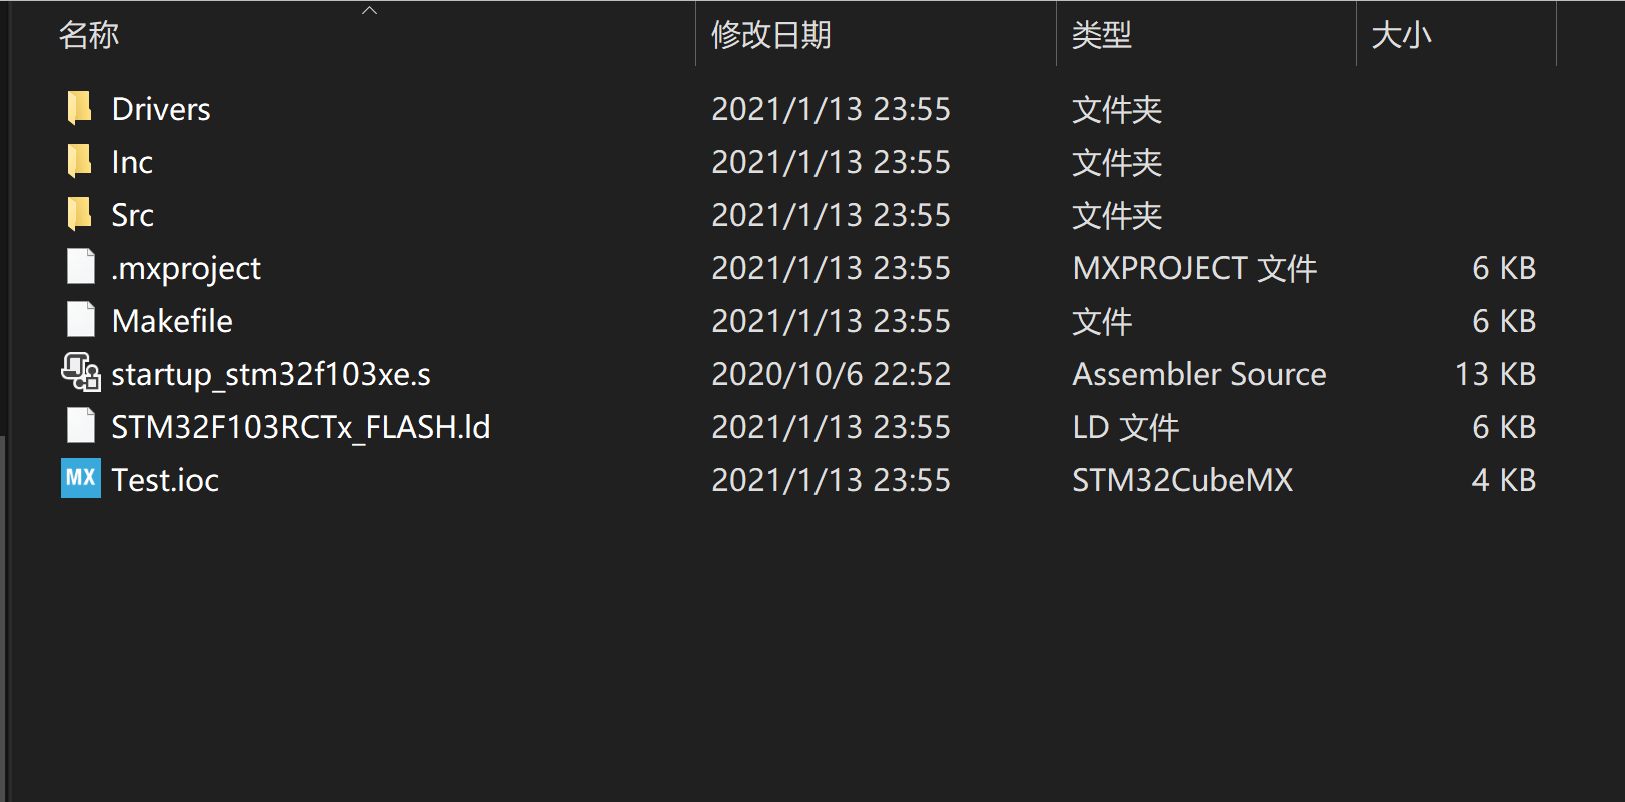 名称 修改日期 类型 大小
Drivers 2021/1/13 23:55 文件夹
Inc 2021/1/13 23:55 文件夹
Src 2021/1/13 23:55 文件夹
.mxproject 2021/1/13 23:55 MXPROJECT 文件 6 KB
Makefile 2021/1/13 23:55 文件 6 KB
startup_stm32f103xe.s 2020/10/6 22:52 Assembler Source 13 KB
STM32F103RCTx_FLASH.ld 2021/1/13 23:55 LD 文件 6 KB
MX Test.ioc 2021/1/13 23:55 STM32CubeMX 4 KB